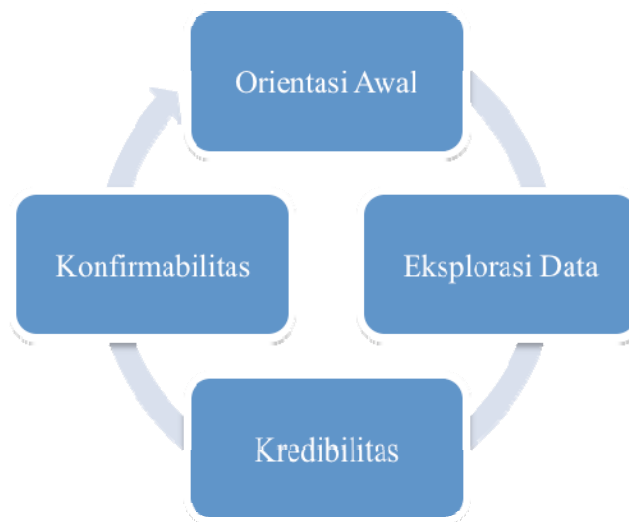 Orientasi Awal
Konfirmabilitas
Eksplorasi Data
Kredibilitas